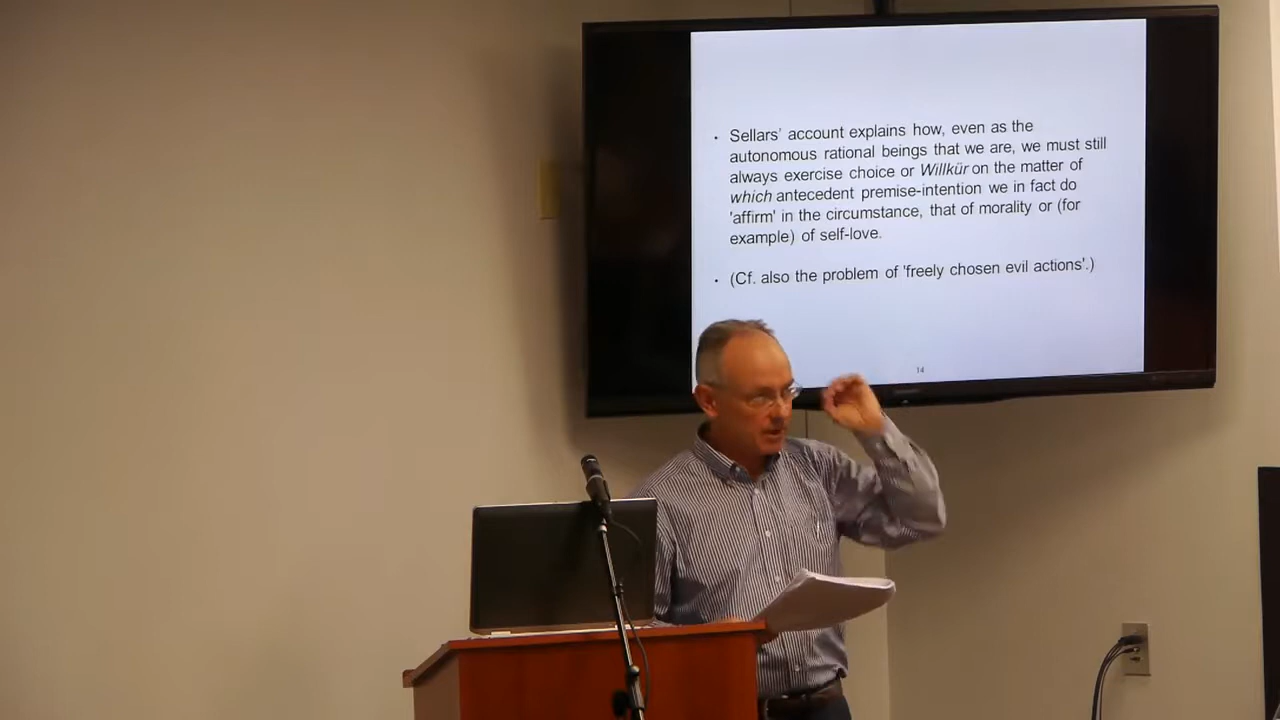 • Sellars' account explains how, even as the
autonomous rational beings that we are, we must still
always exercise choice or Willkür on the matter of
which antecedent premise-intention we in fact do
'affirm' in the circumstance, that of morality or (for
example) of self-love.
• (Cf. also the problem of 'freely chosen evil actions'.)
14